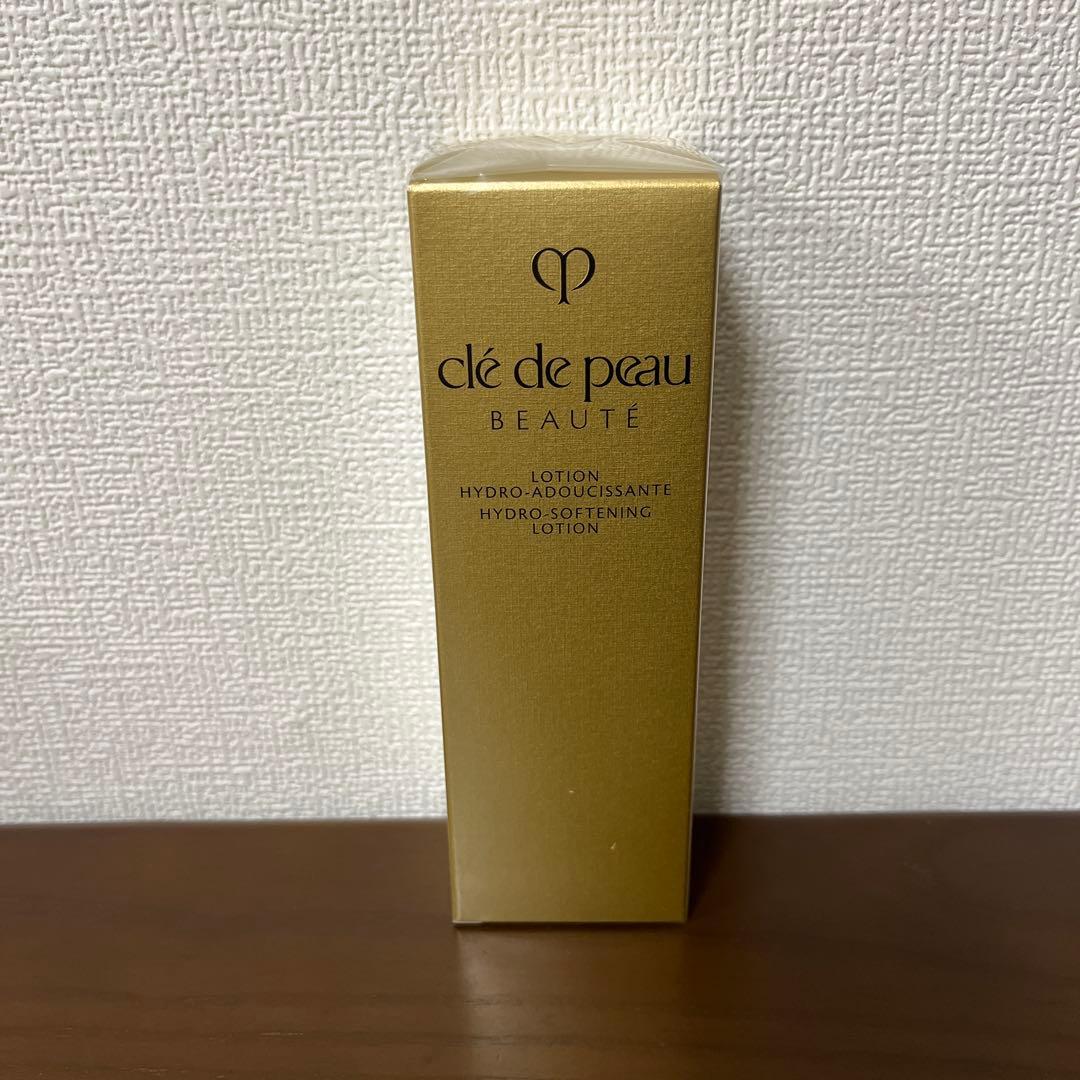 clé de peau
BEAUTÉ
LOTION
HYDRO-ADOUCISSANTE
HYDRO-SOFTENING
LOTION